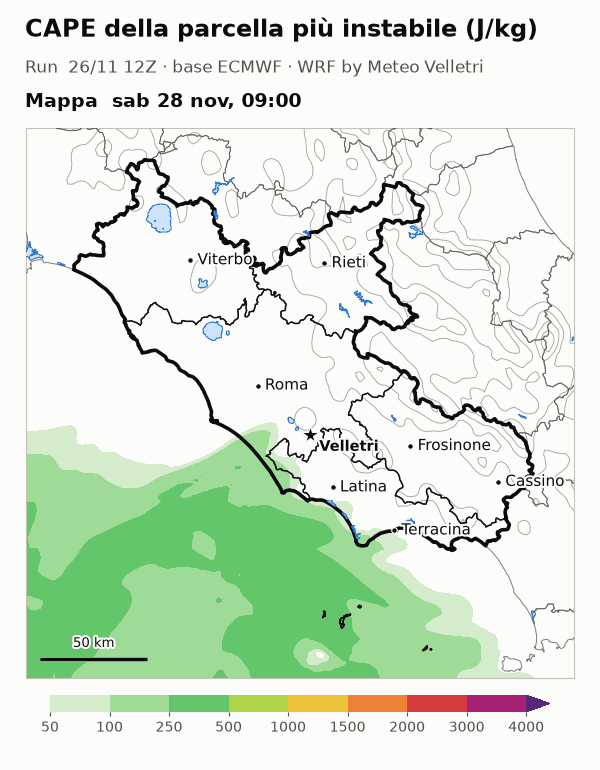 CAPE della parcella più instabile (J/kg)
Run  26/11 12Z · base ECMWF · WRF by Meteo Velletri
Mappa  sab 28 nov, 09:00
Viterbo
Rieti
Roma
Velletri
Frosinone
Latina
Cassino
Terracina
50 km
50 100 250 500 1000 1500 2000 3000 4000